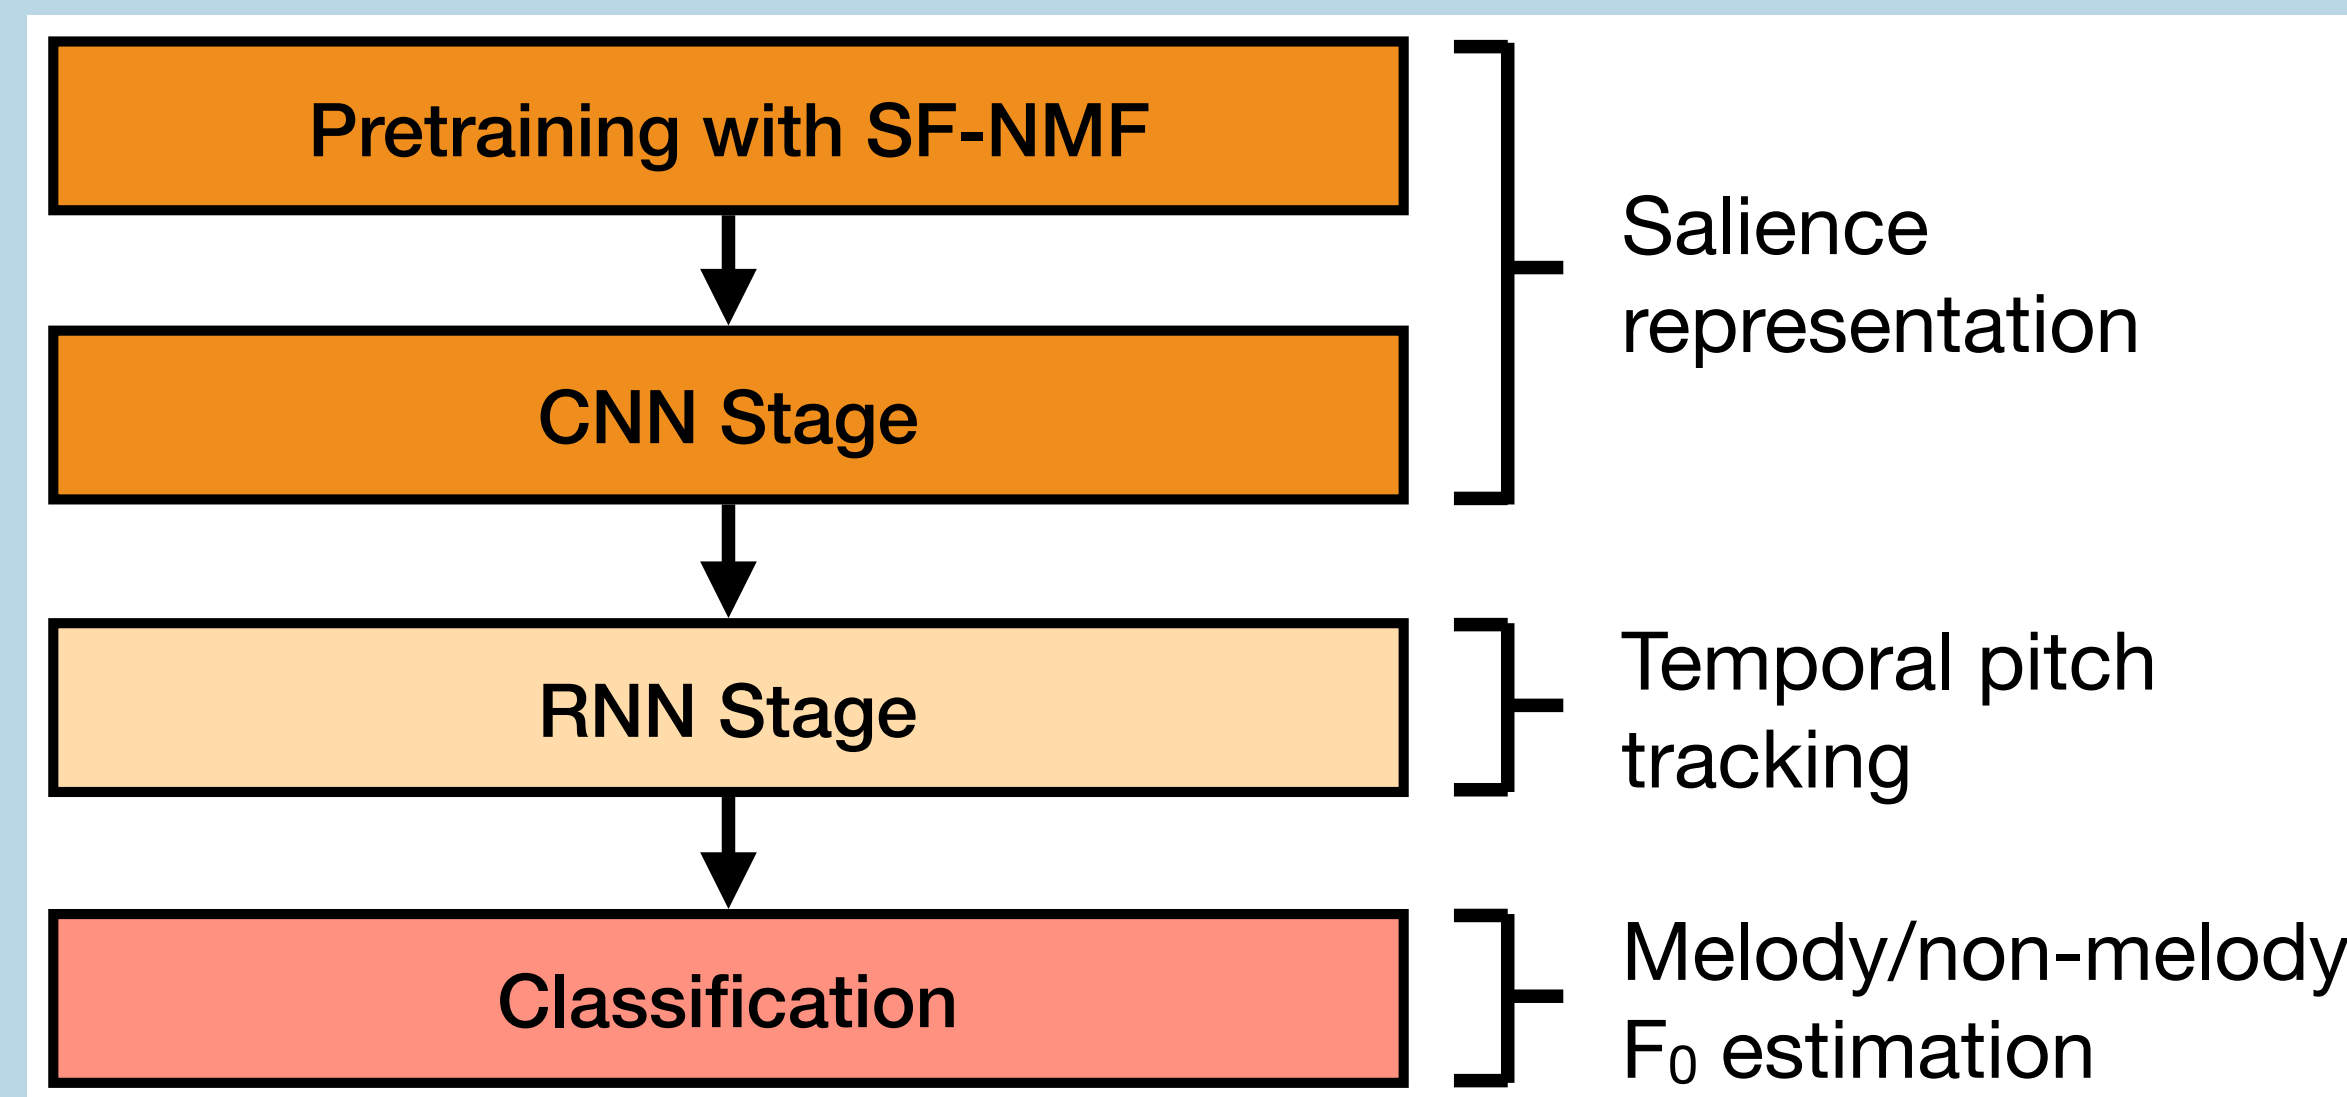 Pretraining with SF-NMF
Salience
representation
CNN Stage
RNN Stage
Temporal pitch
tracking
Classification
Melody/non-melody
F₀ estimation